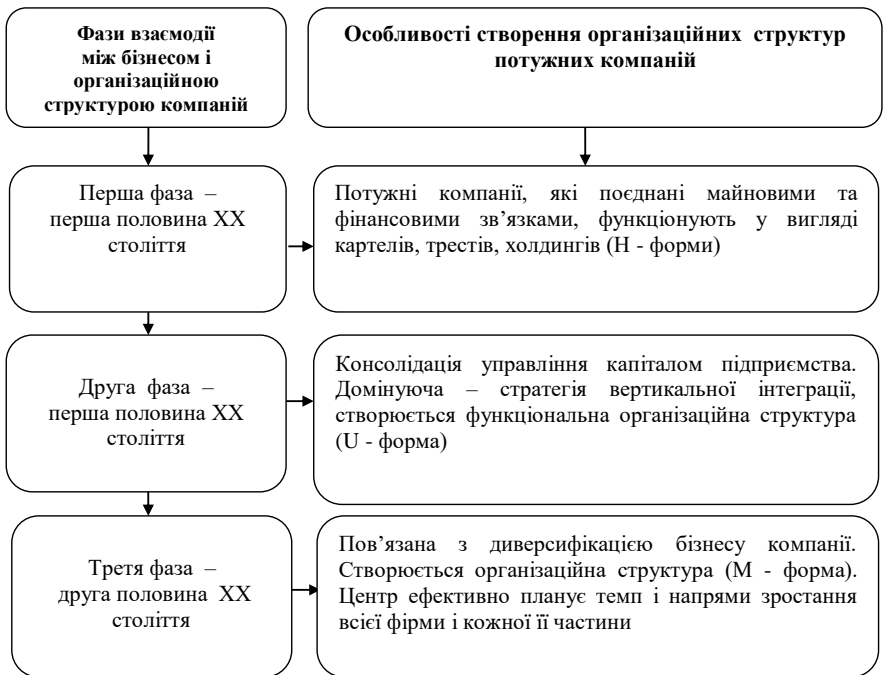 Фази взаємодії
між бізнесом і
організаційною
структурою компаній
Особливості створення організаційних структур
потужних компаній
Перша фаза –
перша половина XX
століття
Потужні компанії, які поєднані майновими та
фінансовими зв’язками, функціонують у вигляді
картелів, трестів, холдингів (Н - форми)
Друга фаза –
перша половина XX
століття
Консолідація управління капіталом підприємства.
Домінуюча – стратегія вертикальної інтеграції,
створюється функціональна організаційна структура
(U - форма)
Третя фаза –
друга половина XX
століття
Пов’язана з диверсифікацією бізнесу компанії.
Створюється організаційна структура (М - форма).
Центр ефективно планує темп і напрями зростання
всієї фірми і кожної її частини